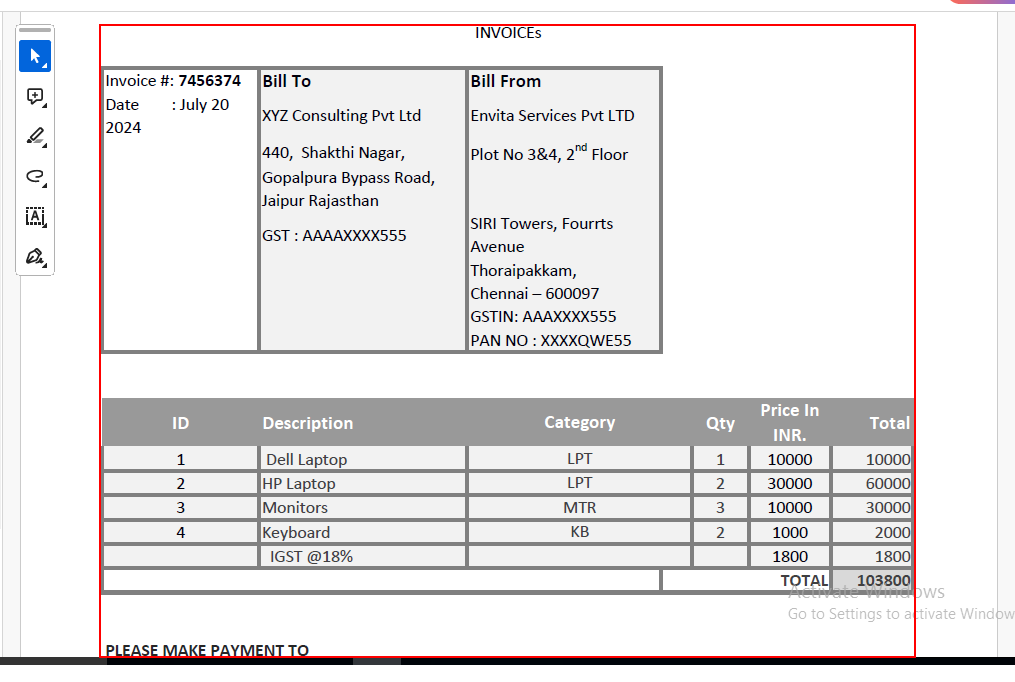 INVOICEs
Invoice #: 7456374
Date : July 20
2024
Bill To
XYZ Consulting Pvt Ltd
440, Shakthi Nagar,
Gopalpura Bypass Road,
Jaipur Rajasthan
GST : AAAAXXXX555
Bill From
Envita Services Pvt LTD
Plot No 3&4, 2nd Floor
SIRI Towers, Fourrts
Avenue
Thoraipakkam,
Chennai – 600097
GSTIN: AAAXXXX555
PAN NO : XXXXQWE55
ID Description Category Qty Price In INR. Total
1 Dell Laptop LPT 1 10000 10000
2 HP Laptop LPT 2 30000 60000
3 Monitors MTR 3 10000 30000
4 Keyboard KB 2 1000 2000
IGST @18% 1800 1800
TOTAL 103800
Activate Windows
Go to Settings to activate Window
PLEASE MAKE PAYMENT TO